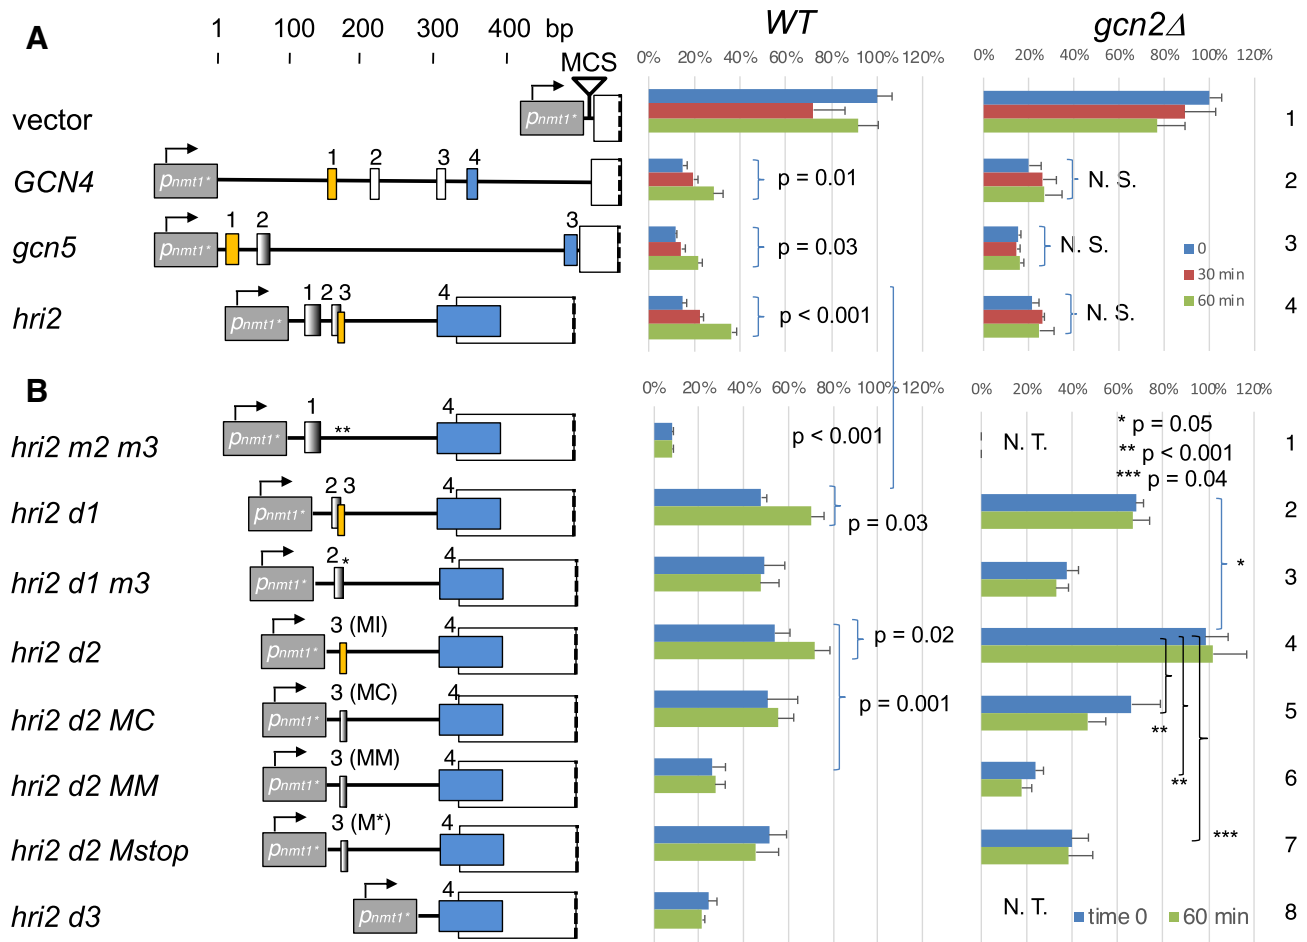 A
1 100 200 300 400 bp
WT
gcn2Δ
0% 20% 40% 60% 80% 100% 120%
0% 20% 40% 60% 80% 100% 120%
MCS
vector
pnmt1*
1
GCN4
pnmt1*
1 2 3 4
p = 0.01
N. S.
2
gcn5
pnmt1*
1 2 3
p = 0.03
N. S.
3
0
30 min
60 min
hri2
pnmt1*
1 2 3 4
p < 0.001
N. S.
4
B
0% 20% 40% 60% 80% 100% 120%
0% 20% 40% 60% 80% 100% 120%
hri2 m2 m3
pnmt1*
1 ** 4
p < 0.001
N. T.
* p = 0.05
** p < 0.001
*** p = 0.04
1
hri2 d1
pnmt1*
2 3 4
p = 0.03
2
hri2 d1 m3
pnmt1*
2 * 4
*
3
hri2 d2
pnmt1*
3 (MI) 4
p = 0.02
4
hri2 d2 MC
pnmt1*
3 (MC) 4
p = 0.001
**
5
hri2 d2 MM
pnmt1*
3 (MM) 4
**
6
hri2 d2 Mstop
pnmt1*
3 (M*) 4
***
7
hri2 d3
pnmt1*
4
N. T.
time 0 60 min
8